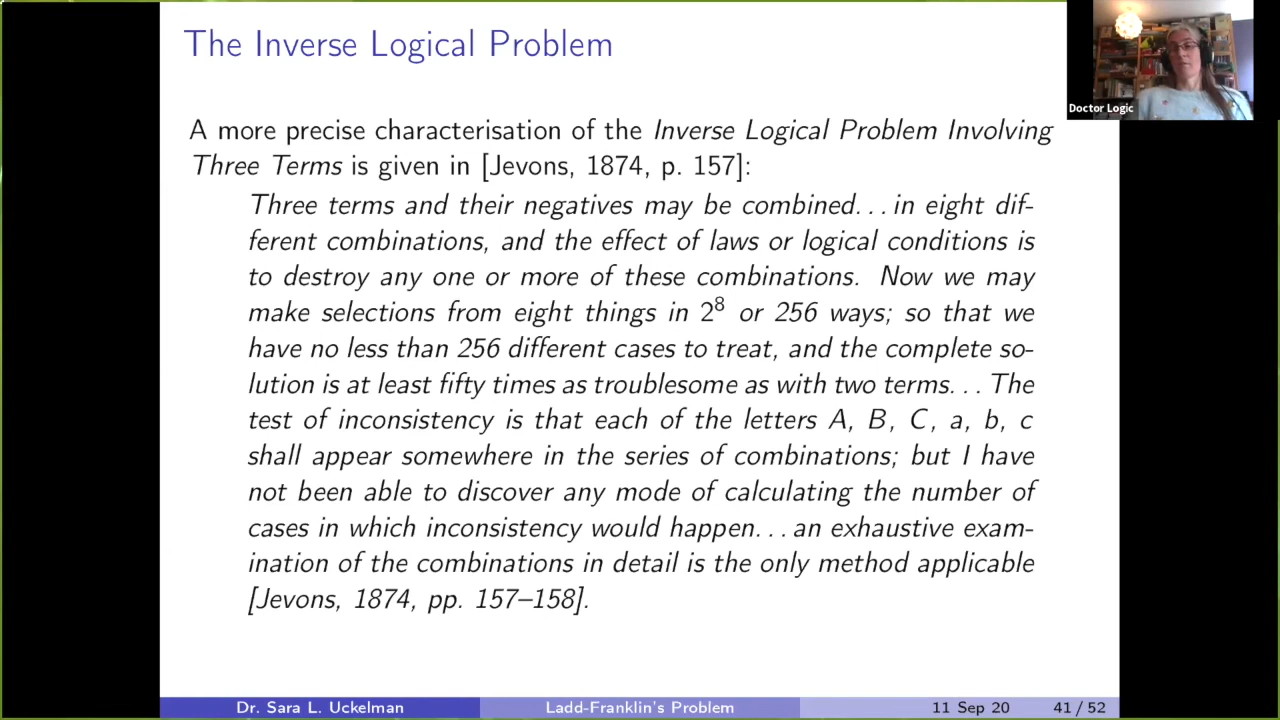 The Inverse Logical Problem
Doctor Logic
A more precise characterisation of the Inverse Logical Problem Involving
Three Terms is given in [Jevons, 1874, p. 157]:
Three terms and their negatives may be combined. . . in eight dif-
ferent combinations, and the effect of laws or logical conditions is
to destroy any one or more of these combinations. Now we may
make selections from eight things in 2⁸ or 256 ways; so that we
have no less than 256 different cases to treat, and the complete so-
lution is at least fifty times as troublesome as with two terms. . . The
test of inconsistency is that each of the letters A, B, C, a, b, c
shall appear somewhere in the series of combinations; but I have
not been able to discover any mode of calculating the number of
cases in which inconsistency would happen. . . an exhaustive exam-
ination of the combinations in detail is the only method applicable
[Jevons, 1874, pp. 157–158].
Dr. Sara L. Uckelman Ladd-Franklin's Problem 11 Sep 20 41 / 52